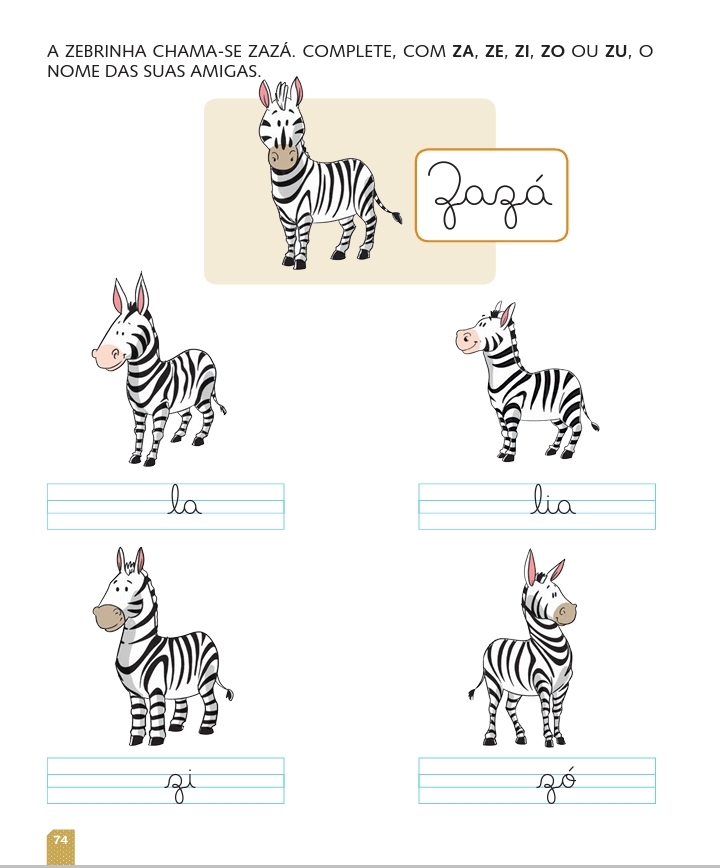 A ZEBRINHA CHAMA-SE ZAZÁ. COMPLETE, COM ZA, ZE, ZI, ZO OU ZU, O
NOME DAS SUAS AMIGAS.
Zazá
la
lia
zi
zó
74